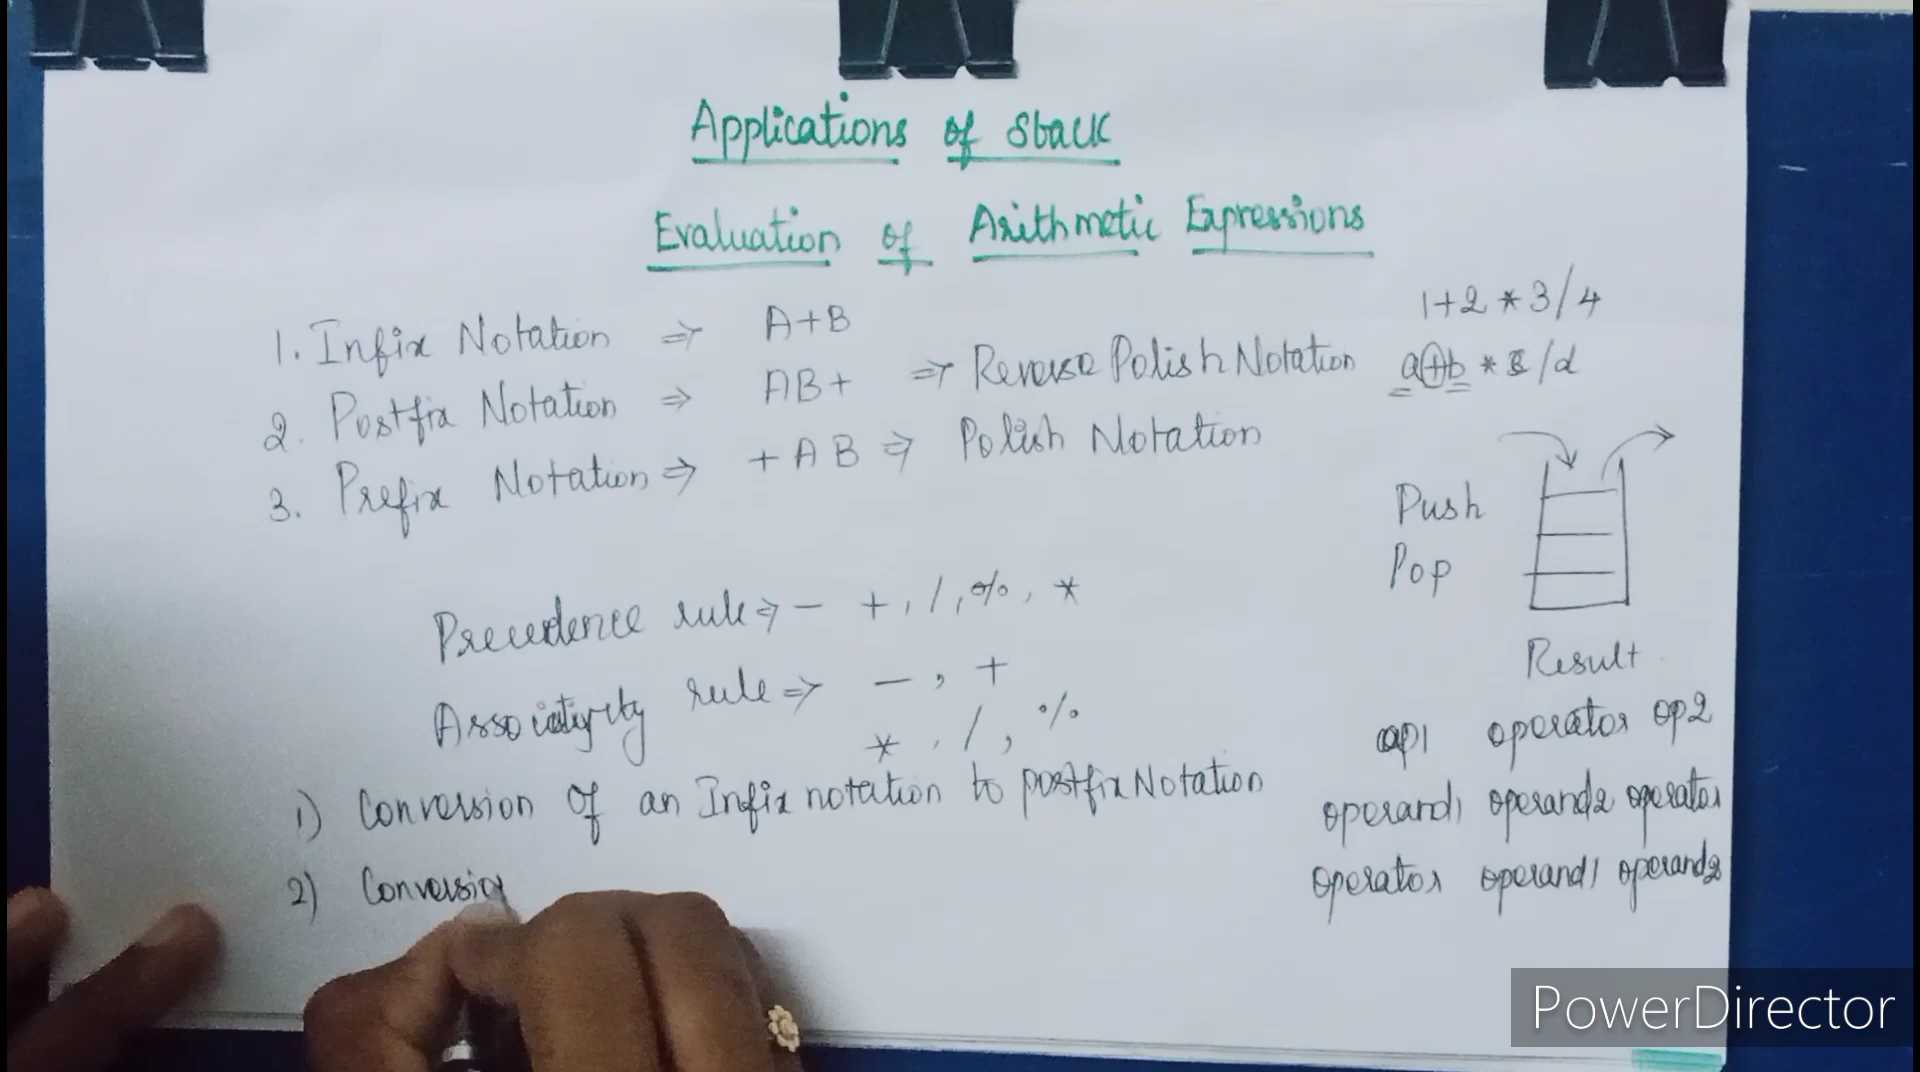 Applications of Stack
Evaluation of Arithmetic Expressions
1. Infix Notation ⇒ A+B
2. Postfix Notation ⇒ AB+ ⇒ Reverse Polish Notation
3. Prefix Notation ⇒ +AB ⇒ Polish Notation
1+2*3/4
a+b* /d
Push
Pop
Result
Precedence rule ⇒ - +, /, %, *
Associativity rule ⇒ -, +
*, /, %
op1 operator op2
operand1 operand2 operator
operator operand1 operand2
1) Conversion of an Infix notation to postfix Notation
2) Conversion
PowerDirector